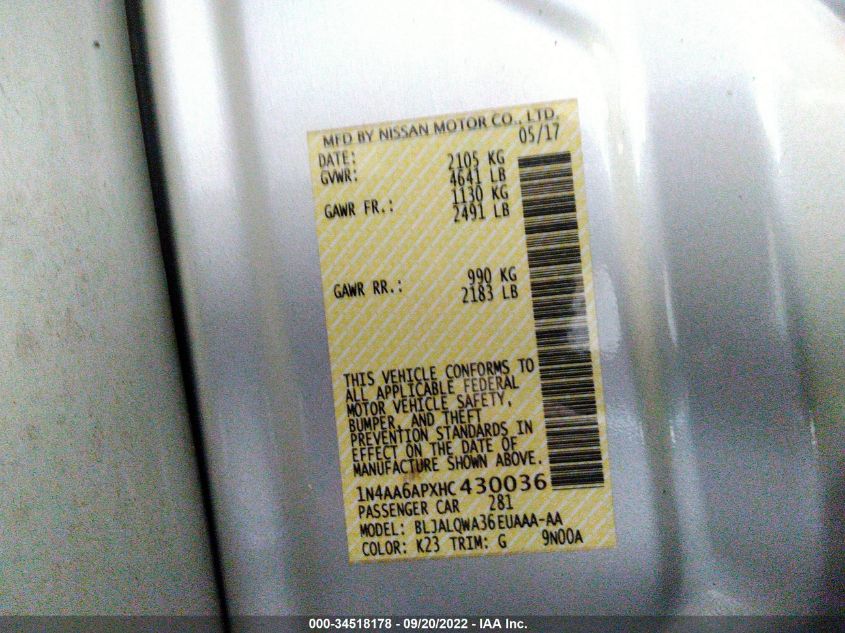 MFD BY NISSAN MOTOR CO., LTD.
DATE: 05/17
GVWR: 2105 KG
4641 LB
GAWR FR.: 1130 KG
2491 LB
GAWR RR.: 990 KG
2183 LB
THIS VEHICLE CONFORMS TO
ALL APPLICABLE FEDERAL
MOTOR VEHICLE SAFETY,
BUMPER, AND THEFT
PREVENTION STANDARDS IN
EFFECT ON THE DATE OF
MANUFACTURE SHOWN ABOVE.
1N4AA6APXHC430036
PASSENGER CAR 281
MODEL: BLJALQWA36EUAAA-AA
COLOR: K23 TRIM: G 9N00A
000-34518178 - 09/20/2022 - IAA Inc.